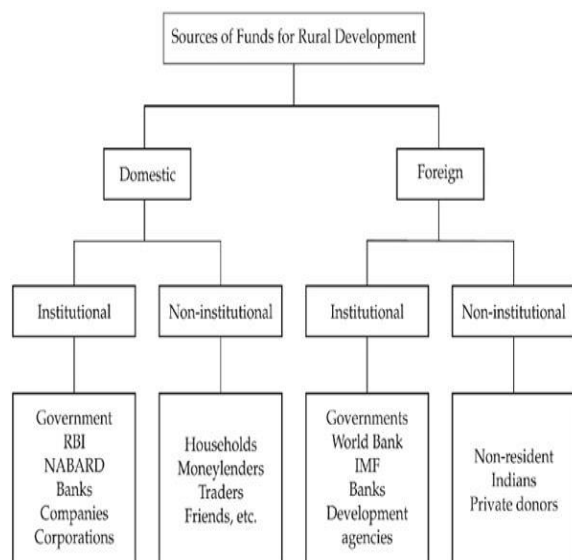 Sources of Funds for Rural Development
Domestic
Foreign
Institutional
Non-institutional
Institutional
Non-institutional
Government
RBI
NABARD
Banks
Companies
Corporations
Households
Moneylenders
Traders
Friends, etc.
Governments
World Bank
IMF
Banks
Development
agencies
Non-resident
Indians
Private donors